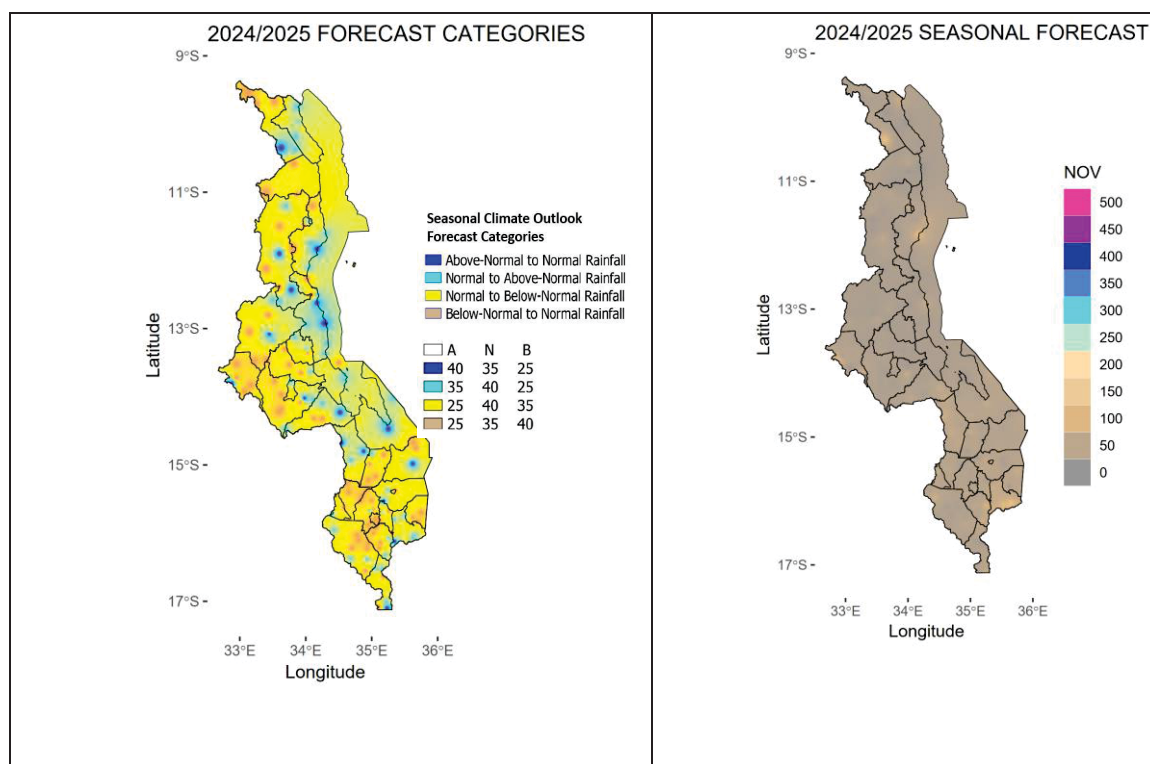 2024/2025 FORECAST CATEGORIES
9°S
11°S
13°S
15°S
17°S
Latitude
33°E 34°E 35°E 36°E
Longitude
Seasonal Climate Outlook
Forecast Categories
Above-Normal to Normal Rainfall
Normal to Above-Normal Rainfall
Normal to Below-Normal Rainfall
Below-Normal to Normal Rainfall
A N B
40 35 25
35 40 25
25 40 35
25 35 40
2024/2025 SEASONAL FORECAST
9°S
11°S
13°S
15°S
17°S
Latitude
33°E 34°E 35°E 36°E
Longitude
NOV
500
450
400
350
300
250
200
150
100
50
0